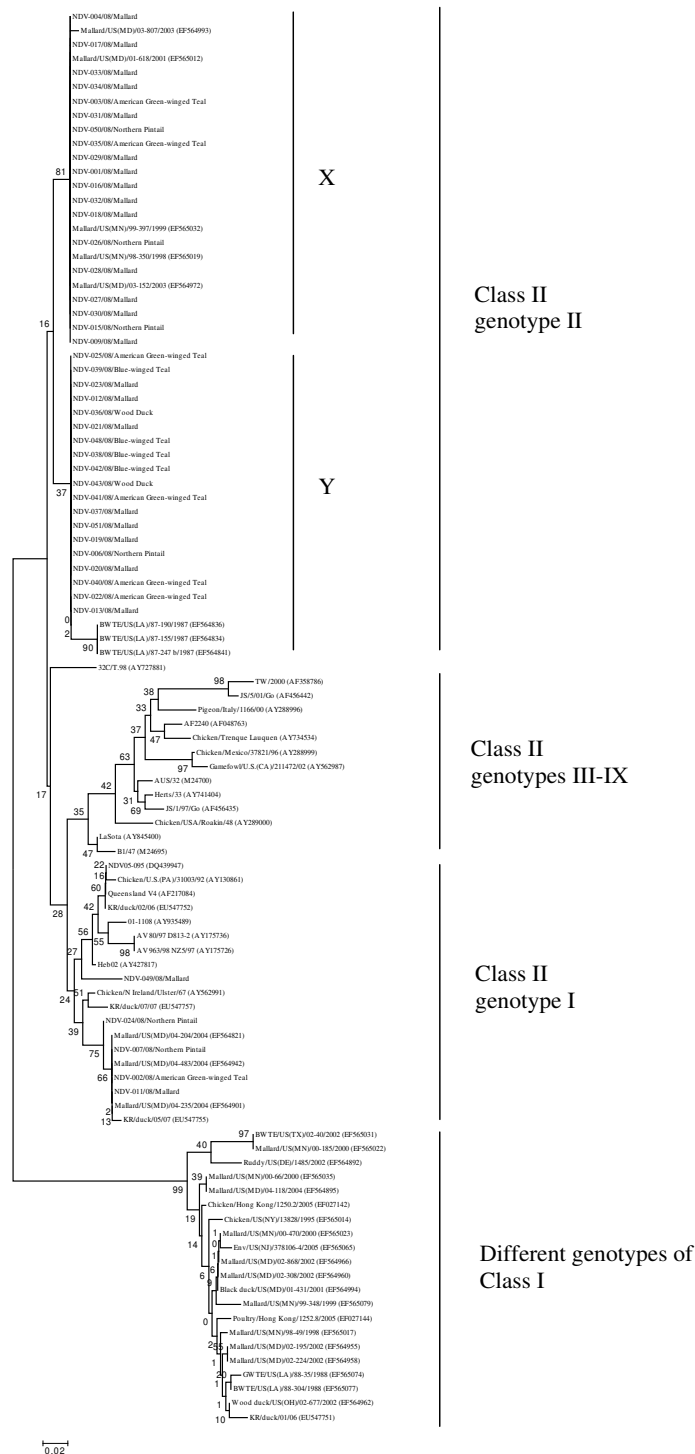 NDV-004/08/Mallard
Mallard/US(MD)/03-807/2003 (EF564993)
NDV-017/08/Mallard
Mallard/US(MD)/01-618/2001 (EF565012)
NDV-033/08/Mallard
NDV-034/08/Mallard
NDV-003/08/American Green-winged Teal
NDV-031/08/Mallard
NDV-050/08/Northern Pintail
NDV-035/08/American Green-winged Teal
NDV-029/08/Mallard
NDV-001/08/Mallard
NDV-016/08/Mallard
NDV-032/08/Mallard
NDV-018/08/Mallard
Mallard/US(MN)/99-397/1999 (EF565032)
NDV-026/08/Northern Pintail
Mallard/US(MN)/98-350/1998 (EF565019)
NDV-028/08/Mallard
Mallard/US(MD)/03-152/2003 (EF564972)
NDV-027/08/Mallard
NDV-030/08/Mallard
NDV-015/08/Northern Pintail
NDV-009/08/Mallard
81
X
16
NDV-025/08/American Green-winged Teal
NDV-039/08/Blue-winged Teal
NDV-023/08/Mallard
NDV-012/08/Mallard
NDV-036/08/Wood Duck
NDV-021/08/Mallard
NDV-048/08/Blue-winged Teal
NDV-038/08/Blue-winged Teal
NDV-042/08/Blue-winged Teal
NDV-043/08/Wood Duck
NDV-041/08/American Green-winged Teal
NDV-037/08/Mallard
NDV-051/08/Mallard
NDV-019/08/Mallard
NDV-006/08/Northern Pintail
NDV-020/08/Mallard
NDV-040/08/American Green-winged Teal
NDV-022/08/American Green-winged Teal
NDV-013/08/Mallard
BWTE/US(LA)/87-190/1987 (EF564836)
BWTE/US(LA)/87-155/1987 (EF564834)
BWTE/US(LA)/87-247 b/1987 (EF564841)
37
0
2
90
Y
Class II
genotype II
32C/T.98 (AY727881)
TW/2000 (AF358786)
JS/5/01/Go (AF456442)
Pigeon/Italy/1166/00 (AY288996)
AF2240 (AF048763)
Chicken/Trenque Lauquen (AY734534)
Chicken/Mexico/37821/96 (AY288999)
Gamefowl/U.S.(CA)/211472/02 (AY562987)
AUS/32 (M24700)
Herts/33 (AY741404)
JS/1/97/Go (AF456435)
Chicken/USA/Roakin/48 (AY289000)
LaSota (AY845400)
B1/47 (M24695)
98
38
33
37
47
63
97
42
31
69
17
35
47
Class II
genotypes III-IX
NDV05-095 (DQ439947)
Chicken/U.S.(PA)/31003/92 (AY130861)
Queensland V4 (AF217084)
KR/duck/02/06 (EU547752)
01-1108 (AY935489)
AV 80/97 D813-2 (AY175736)
AV 963/98 NZ5/97 (AY175726)
Heb02 (AY427817)
NDV-049/08/Mallard
Chicken/N Ireland/Ulster/67 (AY562991)
KR/duck/07/07 (EU547757)
NDV-024/08/Northern Pintail
Mallard/US(MD)/04-204/2004 (EF564821)
NDV-007/08/Northern Pintail
Mallard/US(MD)/04-483/2004 (EF564942)
NDV-002/08/American Green-winged Teal
NDV-011/08/Mallard
Mallard/US(MD)/04-235/2004 (EF564901)
KR/duck/05/07 (EU547755)
22
16
60
42
28
56
55
98
27
24
51
39
75
66
2
13
Class II
genotype I
BWTE/US(TX)/02-40/2002 (EF565031)
Mallard/US(MN)/00-185/2000 (EF565022)
Ruddy/US(DE)/1485/2002 (EF564892)
Mallard/US(MN)/00-66/2000 (EF565035)
Mallard/US(MD)/04-118/2004 (EF564895)
Chicken/Hong Kong/1250.2/2005 (EF027142)
Chicken/US(NY)/13828/1995 (EF565014)
Mallard/US(MN)/00-470/2000 (EF565023)
Env/US(NJ)/378106-4/2005 (EF565065)
Mallard/US(MD)/02-868/2002 (EF564966)
Mallard/US(MD)/02-308/2002 (EF564960)
Black duck/US(MD)/01-431/2001 (EF564994)
Mallard/US(MN)/99-348/1999 (EF565079)
Poultry/Hong Kong/1252.8/2005 (EF027144)
Mallard/US(MN)/98-49/1998 (EF565017)
Mallard/US(MD)/02-195/2002 (EF564955)
Mallard/US(MD)/02-224/2002 (EF564958)
GWTE/US(LA)/88-35/1988 (EF565074)
BWTE/US(LA)/88-304/1988 (EF565077)
Wood duck/US(OH)/02-677/2002 (EF564962)
KR/duck/01/06 (EU547751)
97
40
99
39
19
14
1
0
1
6
6
9
0
2
55
1
20
1
1
10
Different genotypes of
Class I
0.02